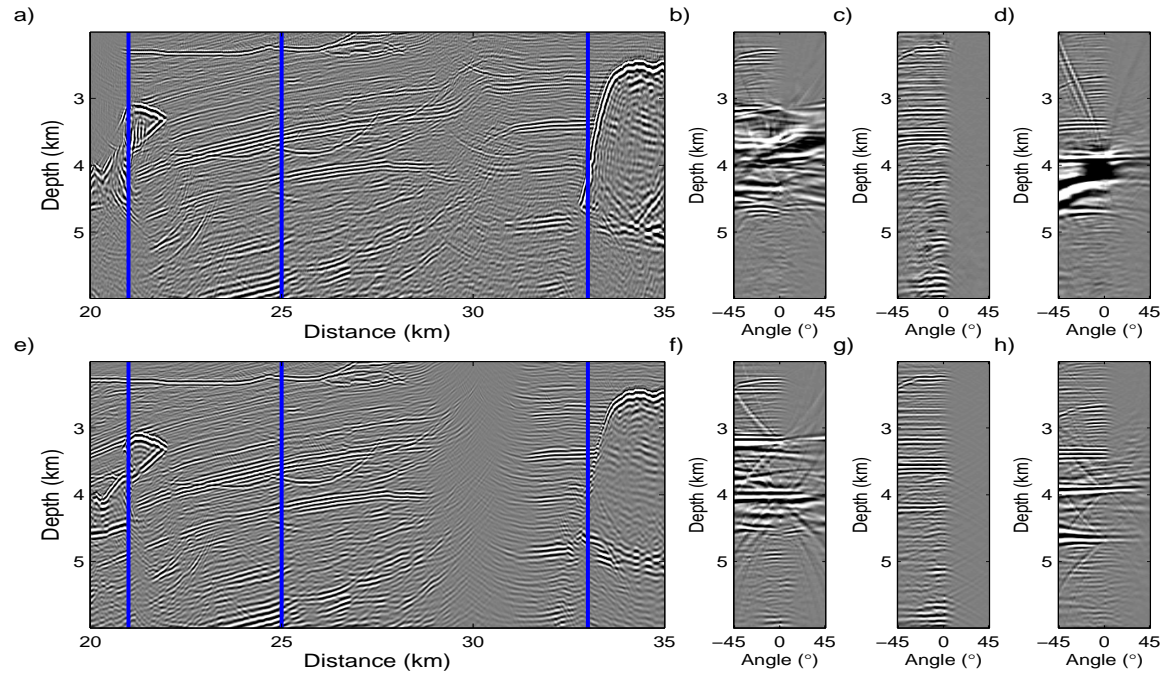 a)
b)
c)
d)
Depth (km)
3
4
5
20 25 30 35
Distance (km)
Depth (km)
3
4
5
−45 0 45
Angle (°)
Depth (km)
3
4
5
−45 0 45
Angle (°)
Depth (km)
3
4
5
−45 0 45
Angle (°)
e)
f)
g)
h)
Depth (km)
3
4
5
20 25 30 35
Distance (km)
Depth (km)
3
4
5
−45 0 45
Angle (°)
Depth (km)
3
4
5
−45 0 45
Angle (°)
Depth (km)
3
4
5
−45 0 45
Angle (°)